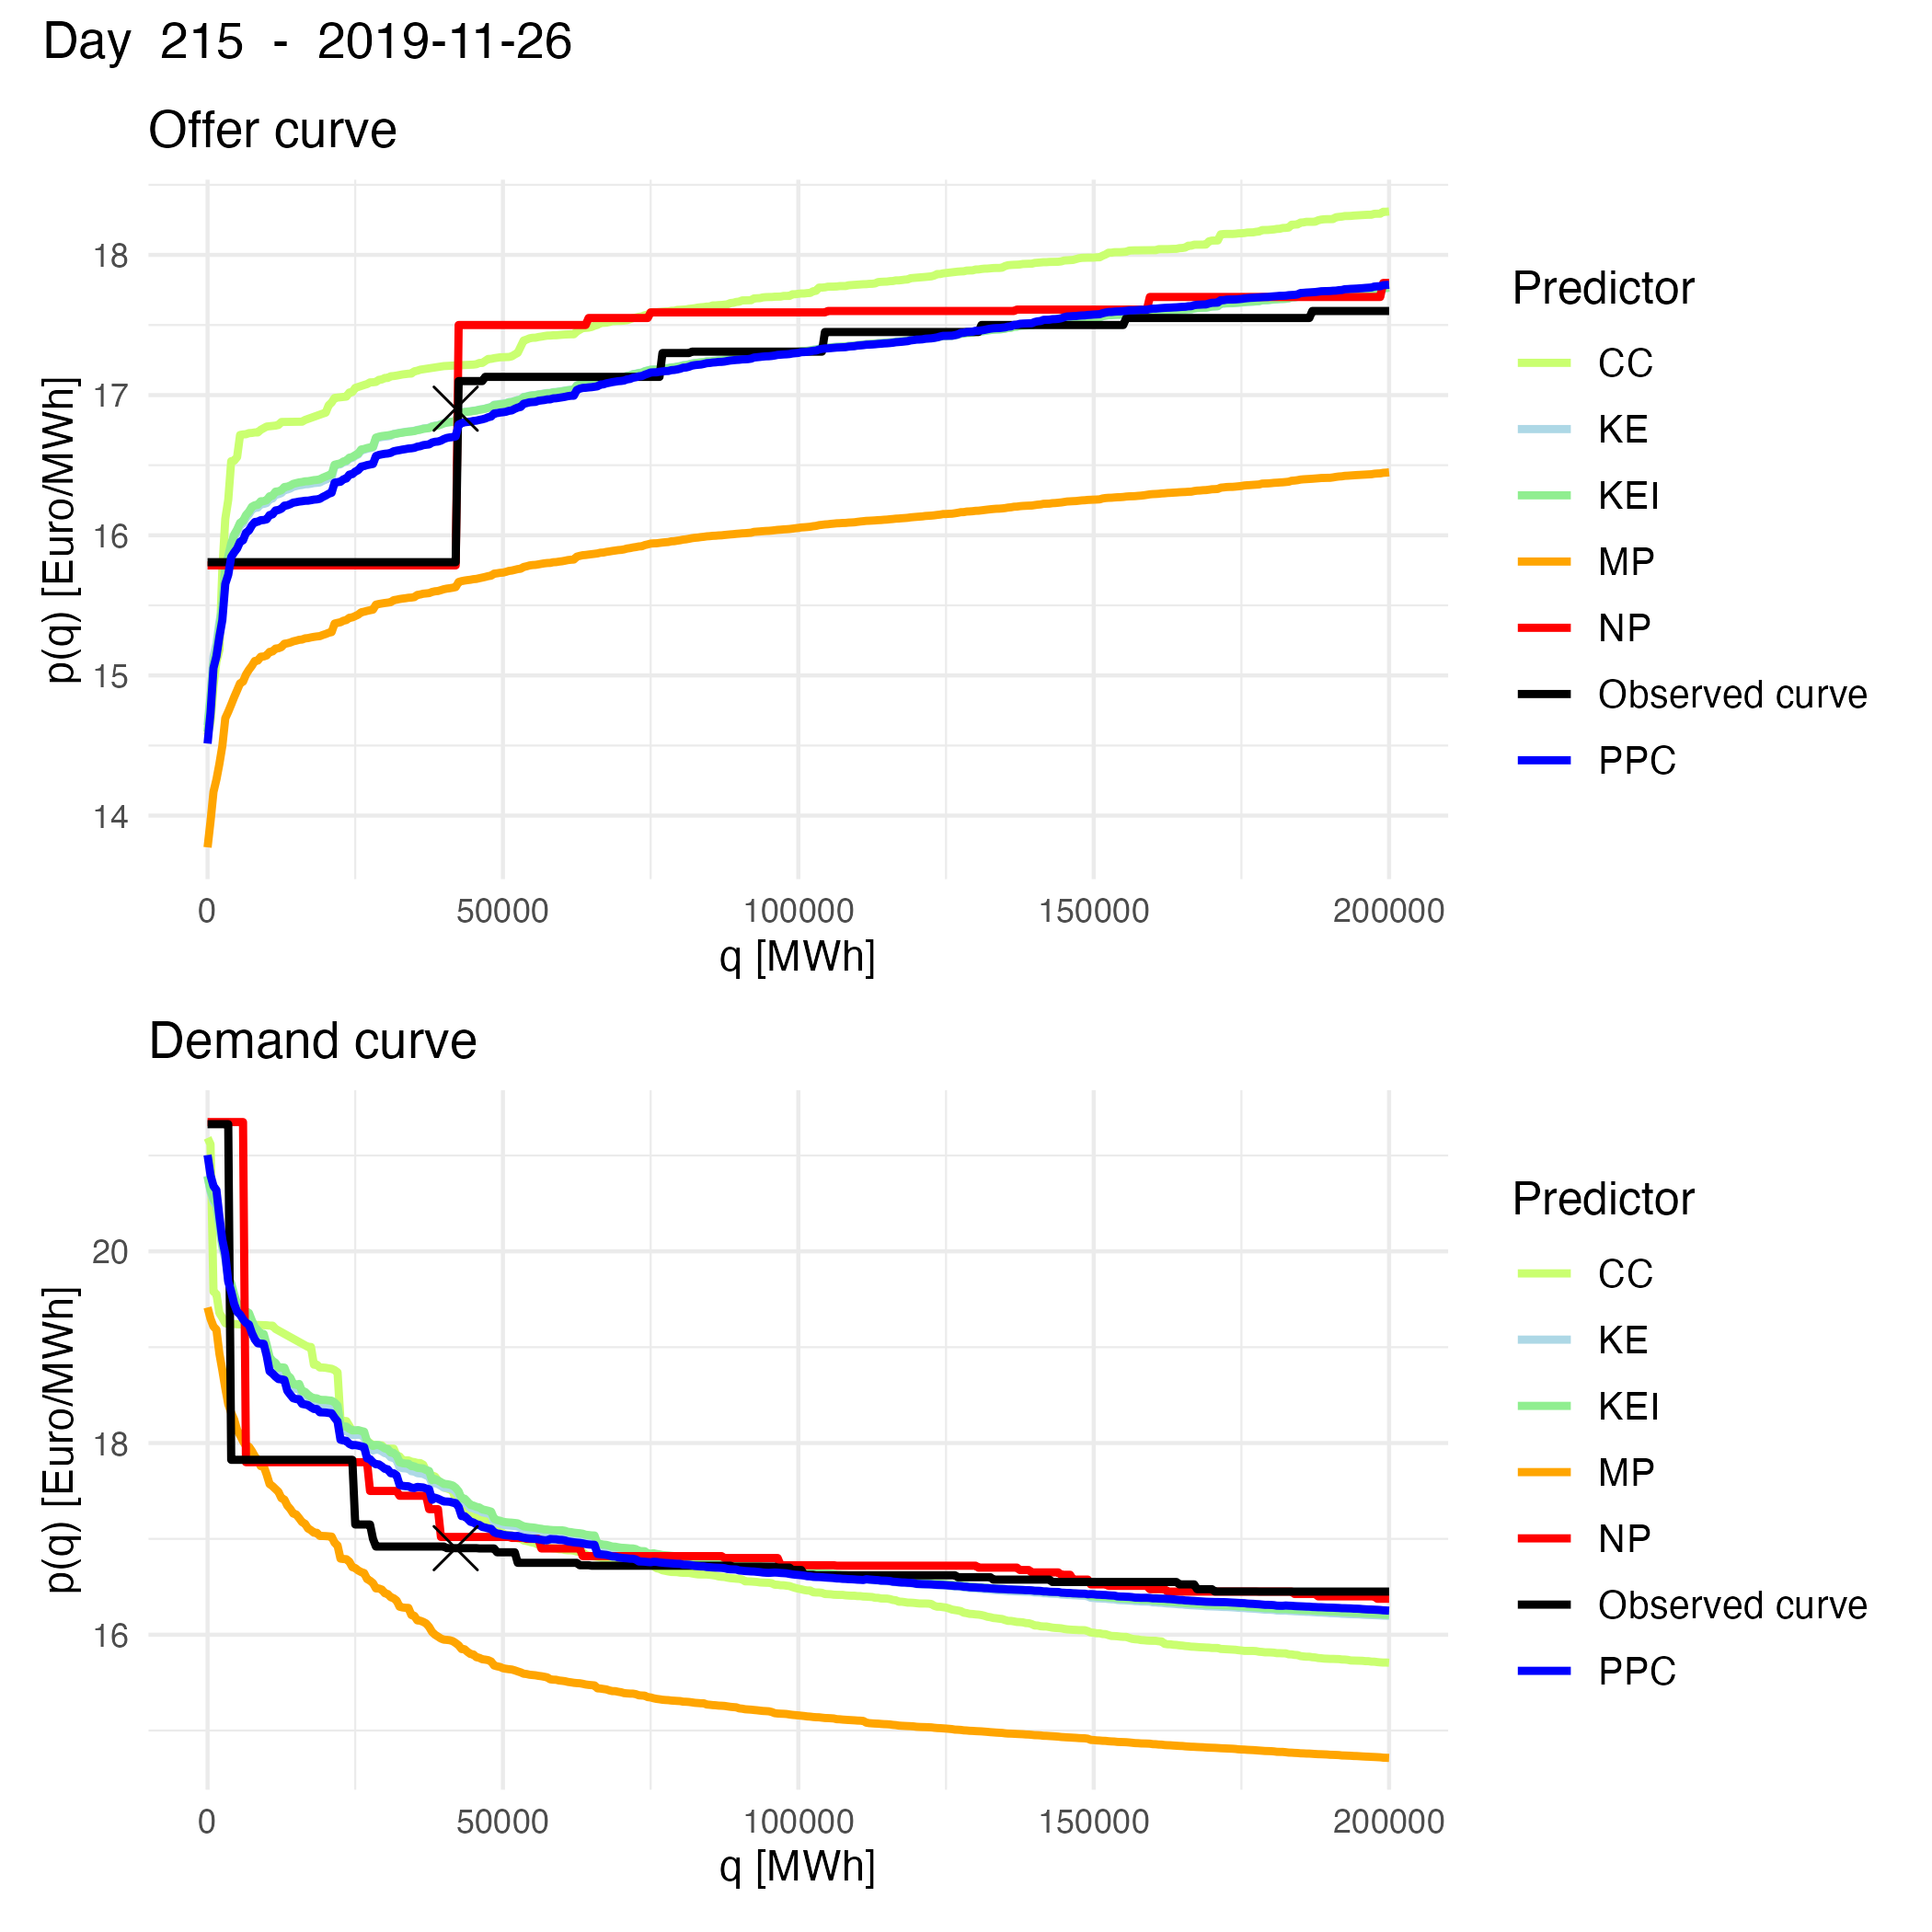 Day 215 - 2019-11-26
Offer curve
18
17
16
15
14
p(q) [Euro/MWh]
0 50000 100000 150000 200000
q [MWh]
Predictor
CC
KE
KEI
MP
NP
Observed curve
PPC
Demand curve
20
18
16
p(q) [Euro/MWh]
0 50000 100000 150000 200000
q [MWh]
Predictor
CC
KE
KEI
MP
NP
Observed curve
PPC